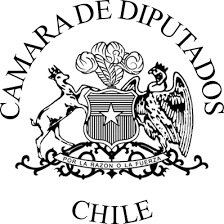 CAMARA DE DIPUTADOS
POR LA RAZON O LA FUERZA
CHILE